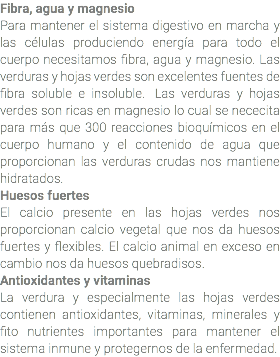 Fibra, agua y magnesio
Para mantener el sistema digestivo en marcha y
las células produciendo energía para todo el
cuerpo necesitamos fibra, agua y magnesio. Las
verduras y hojas verdes son excelentes fuentes de
fibra soluble e insoluble. Las verduras y hojas
verdes son ricas en magnesio lo cual se nececita
para más que 300 reacciones bioquímicos en el
cuerpo humano y el contenido de agua que
proporcionan las verduras crudas nos mantiene
hidratados.
Huesos fuertes
El calcio presente en las hojas verdes nos
proporcionan calcio vegetal que nos da huesos
fuertes y flexibles. El calcio animal en exceso en
cambio nos da huesos quebradisos.
Antioxidantes y vitaminas
La verdura y especialmente las hojas verdes
contienen antioxidantes, vitaminas, minerales y
fito nutrientes importantes para mantener el
sistema inmune y protegernos de la enfermedad.